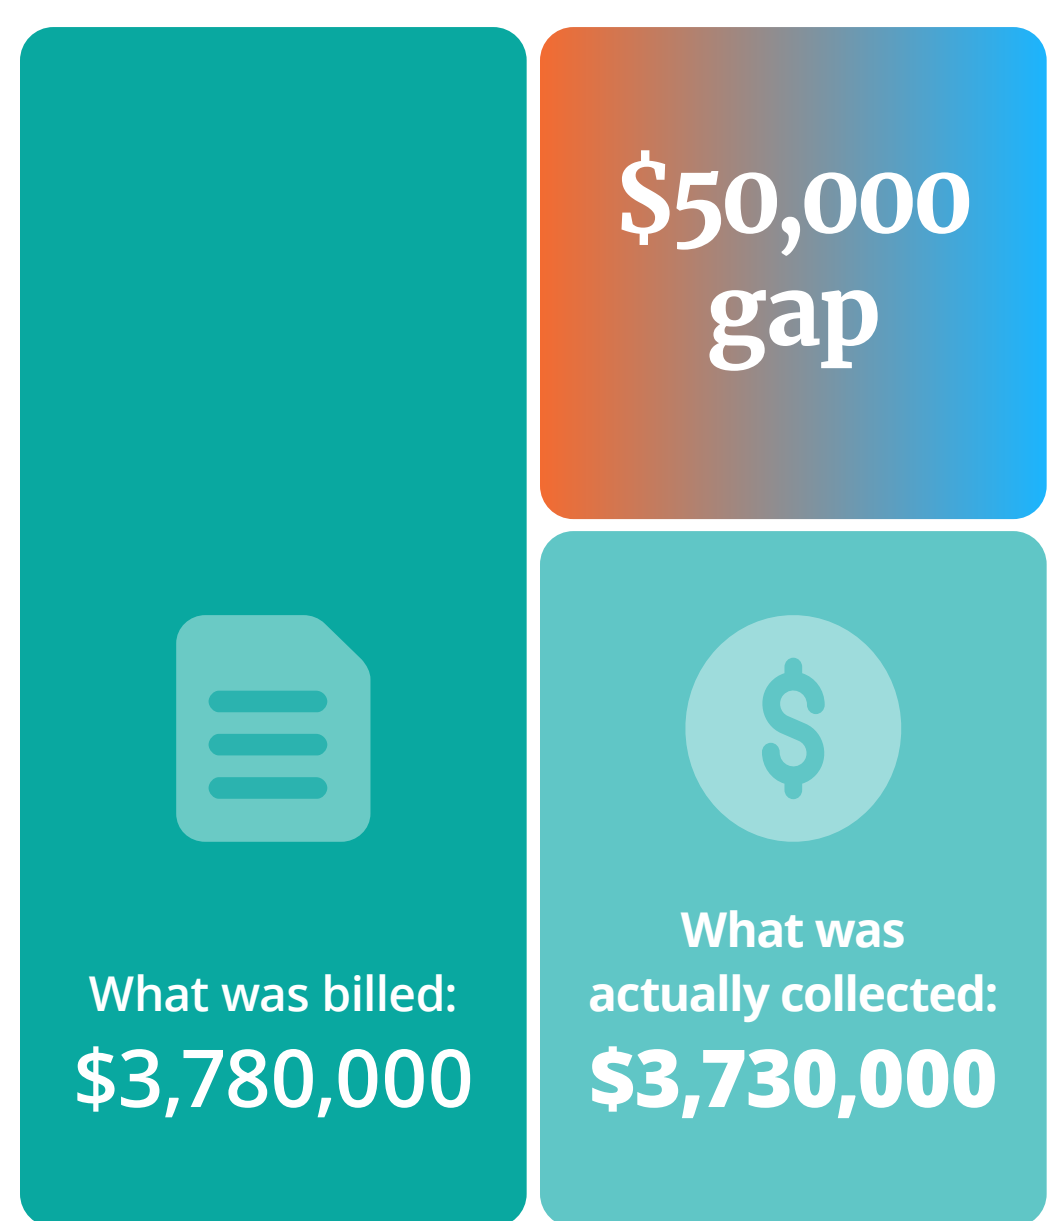 $50,000
gap
What was billed:
$3,780,000
What was
actually collected:
$3,730,000